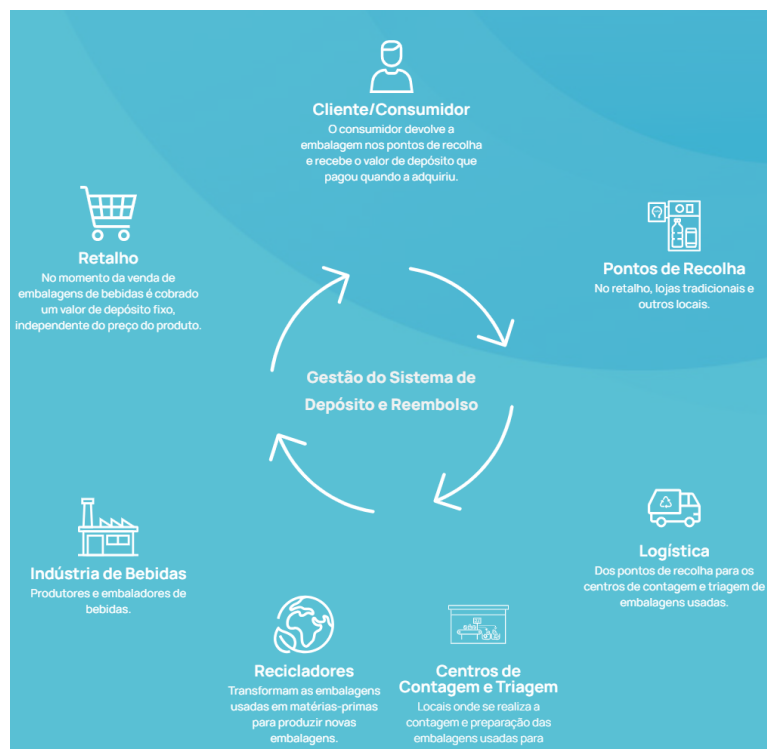 Cliente/Consumidor
O consumidor devolve a
embalagem nos pontos de recolha
e recebe o valor de depósito que
pagou quando a adquiriu.
Retalho
No momento da venda de
embalagens de bebidas é cobrado
um valor de depósito fixo,
independente do preço do produto.
Pontos de Recolha
No retalho, lojas tradicionais e
outros locais.
Gestão do Sistema de
Depósito e Reembolso
Indústria de Bebidas
Produtores e embaladores de
bebidas.
Logística
Dos pontos de recolha para os
centros de contagem e triagem de
embalagens usadas.
Recicladores
Transformam as embalagens
usadas em matérias-primas
para produzir novas
embalagens.
Centros de
Contagem e Triagem
Locais onde se realiza a
contagem e preparação das
embalagens usadas para